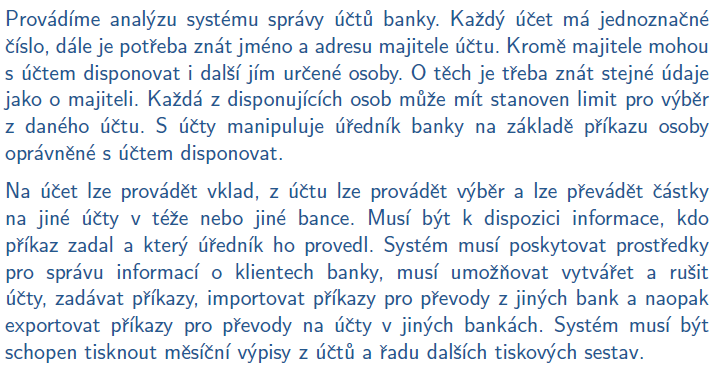 Provádíme analýzu systému správy účtů banky. Každý účet má jednoznačné
číslo, dále je potřeba znát jméno a adresu majitele účtu. Kromě majitele mohou
s účtem disponovat i další jím určené osoby. O těch je třeba znát stejné údaje
jako o majiteli. Každá z disponujících osob může mít stanoven limit pro výběr
z daného účtu. S účty manipuluje úředník banky na základě příkazu osoby
oprávněné s účtem disponovat.
Na účet lze provádět vklad, z účtu lze provádět výběr a lze převádět částky
na jiné účty v téže nebo jiné bance. Musí být k dispozici informace, kdo
příkaz zadal a který úředník ho provedl. Systém musí poskytovat prostředky
pro správu informací o klientech banky, musí umožňovat vytvářet a rušit
účty, zadávat příkazy, importovat příkazy pro převody z jiných bank a naopak
exportovat příkazy pro převody na účty v jiných bankách. Systém musí být
schopen tisknout měsíční výpisy z účtů a řadu dalších tiskových sestav.